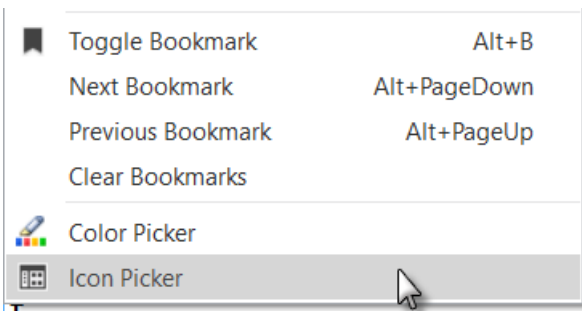 Toggle Bookmark Alt+B
Next Bookmark Alt+PageDown
Previous Bookmark Alt+PageUp
Clear Bookmarks
Color Picker
Icon Picker